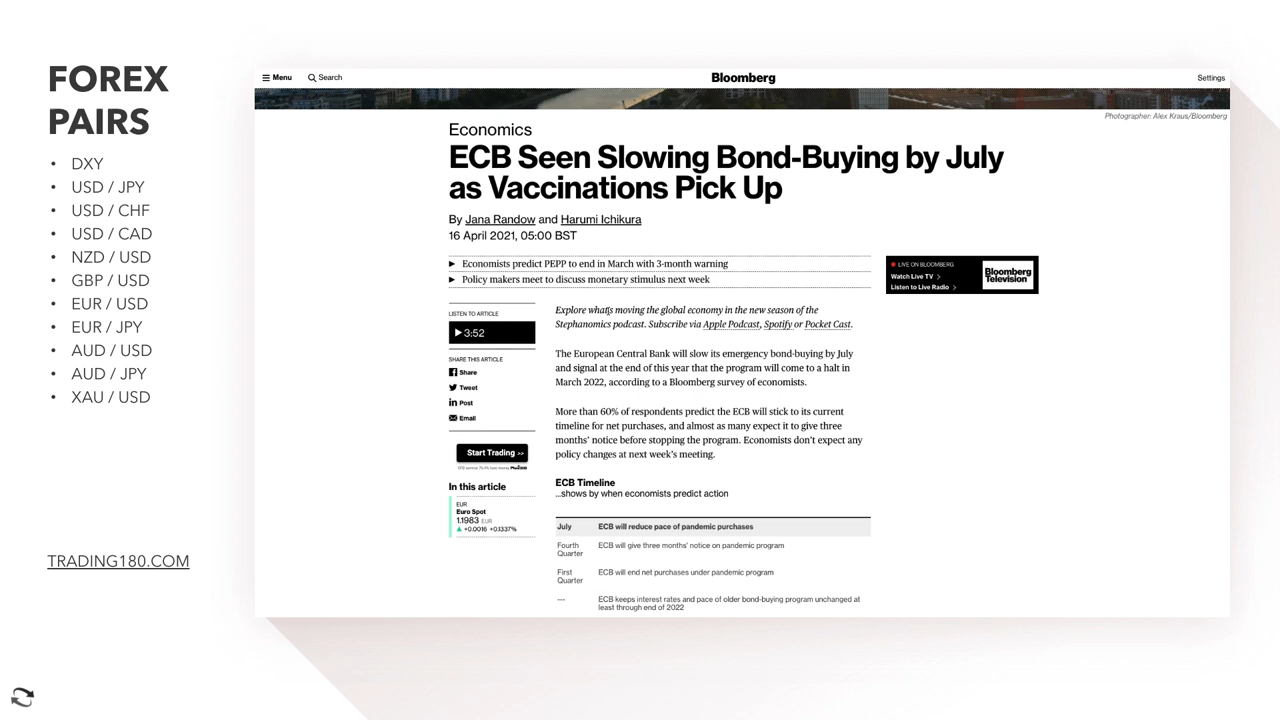 FOREX
PAIRS
• DXY
• USD / JPY
• USD / CHF
• USD / CAD
• NZD / USD
• GBP / USD
• EUR / USD
• EUR / JPY
• AUD / USD
• AUD / JPY
• XAU / USD
TRADING180.COM
Menu
Search
Bloomberg
Settings
Photographer: Alex Kraus/Bloomberg
Economics
ECB Seen Slowing Bond-Buying by July
as Vaccinations Pick Up
By Jana Randow and Harumi Ichikura
16 April 2021, 05:00 BST
Economists predict PEPP to end in March with 3-month warning
Policy makers meet to discuss monetary stimulus next week
LIVE ON BLOOMBERG
Watch Live TV >
Listen to Live Radio >
Bloomberg
Television
LISTEN TO ARTICLE
3:52
SHARE THIS ARTICLE
Share
Tweet
Post
Email
Start Trading >>
In this article
EUR
Euro Spot
1.1983 EUR
▲ +0.0016 +0.1337%
Explore what's moving the global economy in the new season of the
Stephanomics podcast. Subscribe via Apple Podcast, Spotify or Pocket Cast.
The European Central Bank will slow its emergency bond-buying by July
and signal at the end of this year that the program will come to a halt in
March 2022, according to a Bloomberg survey of economists.
More than 60% of respondents predict the ECB will stick to its current
timeline for net purchases, and almost as many expect it to give three
months' notice before stopping the program. Economists don't expect any
policy changes at next week's meeting.
ECB Timeline
...shows by when economists predict action
July ECB will reduce pace of pandemic purchases
Fourth ECB will give three months' notice on pandemic program
Quarter
First ECB will end net purchases under pandemic program
Quarter
— ECB keeps interest rates and pace of older bond-buying program unchanged at
least through end of 2022